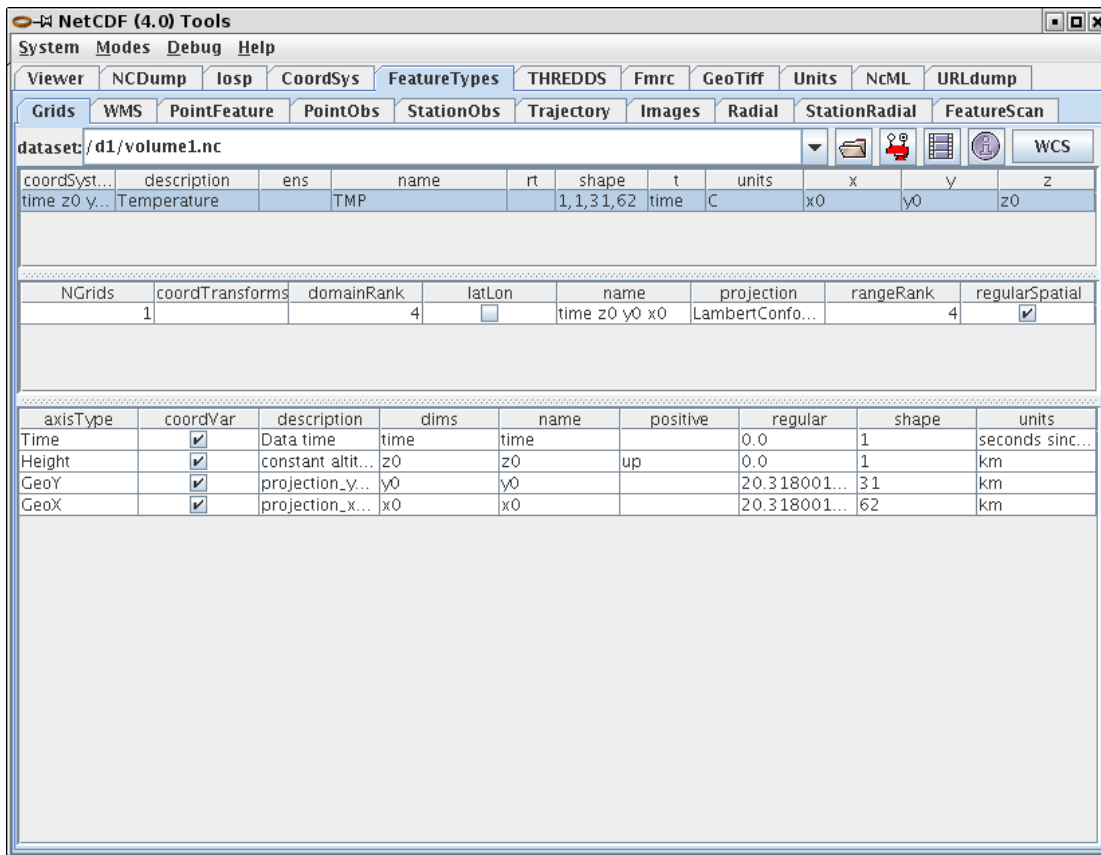 NetCDF (4.0) Tools
System Modes Debug Help
Viewer NCDump Iosp CoordSys FeatureTypes THREDDS Fmrc GeoTiff Units NcML URLdump
Grids WMS PointFeature PointObs StationObs Trajectory Images Radial StationRadial FeatureScan
dataset: /d1/volume1.nc WCS
coordSyst... description ens name rt shape t units x y z
time z0 y... Temperature TMP 1,1,31,62 time C x0 y0 z0
NGrids coordTransforms domainRank latLon name projection rangeRank regularSpatial
1 4 time z0 y0 x0 LambertConfo... 4
axisType coordVar description dims name positive regular shape units
Time Data time time time 0.0 1 seconds sinc...
Height constant altit... z0 z0 up 0.0 1 km
GeoY projection_y... y0 y0 20.318001... 31 km
GeoX projection_x... x0 x0 20.318001... 62 km